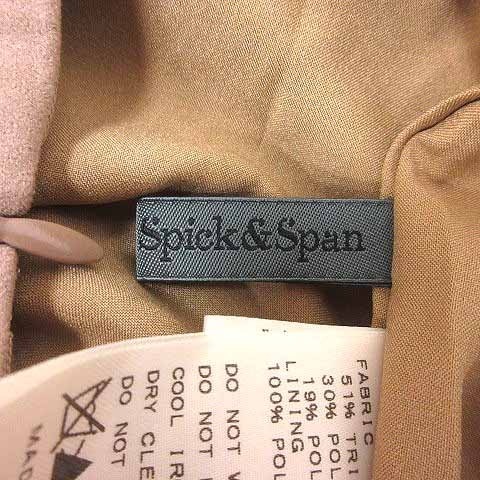 Spick&Span
FABRIC
51% TRI
30% POL
19% POL
LINING
100% POL
DO NOT
DO NOT
COOL IR
DRY CLE
DO NOT
MAD